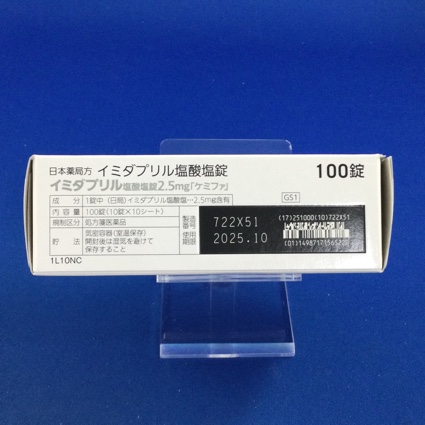 日本薬局方 イミダプリル塩酸塩錠 100錠
イミダプリル塩酸塩錠2.5mg「ケミファ」
GS1
成分 1錠中 (日局)イミダプリル塩酸塩…2.5mg含有
内容量 100錠(10錠×10シート)
規制区分 処方箋医薬品
貯法 気密容器(室温保存)
開封後は湿気を避けて
保存すること
製造番号 722X51
使用期限 2025.10
(17)251000(10)722X51
1L10NC